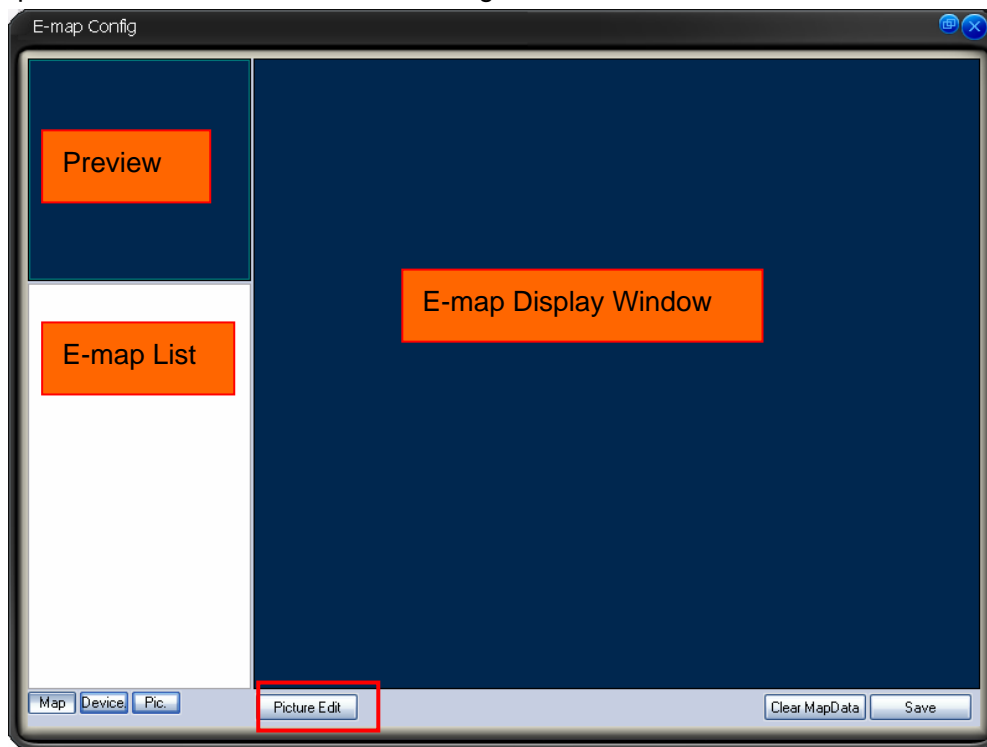 E-map Config
Preview
E-map Display Window
E-map List
Map Device Pic. Picture Edit Clear MapData Save